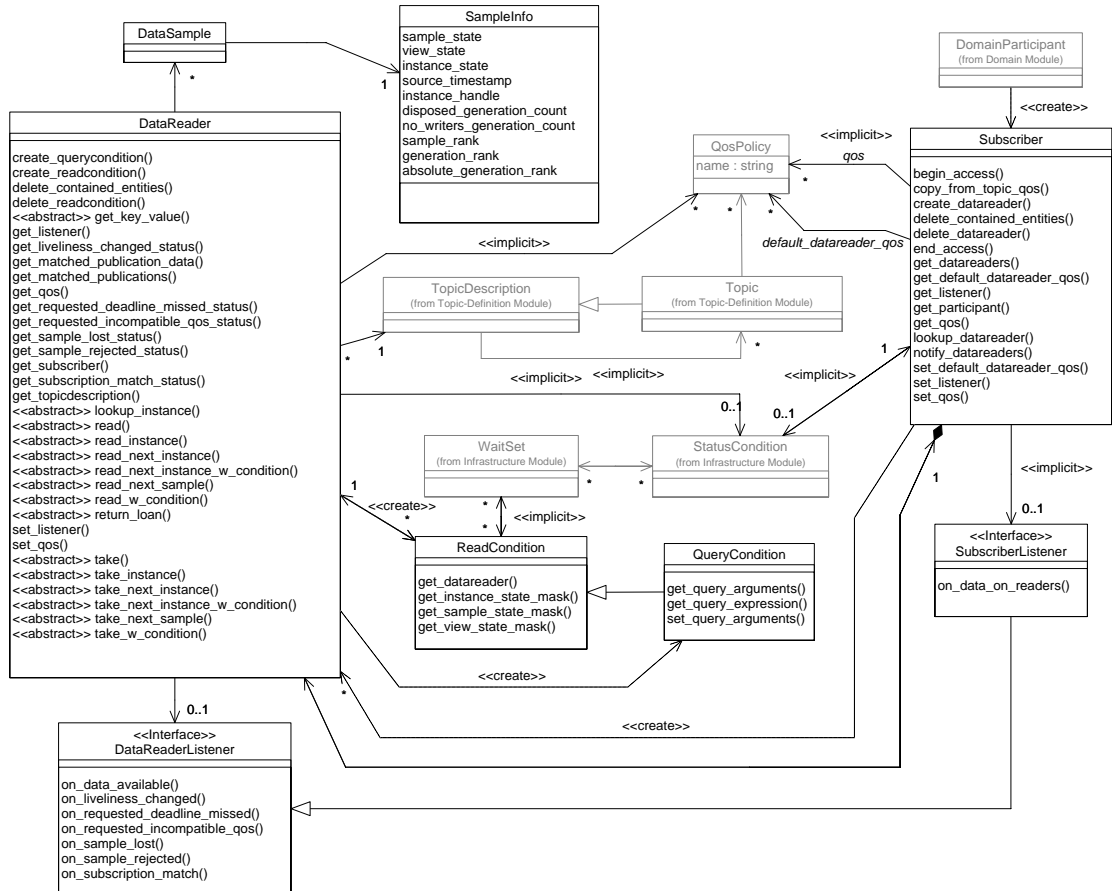 DataSample
*
SampleInfo
sample_state
view_state
instance_state
source_timestamp
instance_handle
disposed_generation_count
no_writers_generation_count
sample_rank
generation_rank
absolute_generation_rank
1
DomainParticipant
(from Domain Module)
<<create>>
DataReader
create_querycondition()
create_readcondition()
delete_contained_entities()
delete_readcondition()
<<abstract>> get_key_value()
get_listener()
get_liveliness_changed_status()
get_matched_publication_data()
get_matched_publications()
get_qos()
get_requested_deadline_missed_status()
get_requested_incompatible_qos_status()
get_sample_lost_status()
get_sample_rejected_status()
get_subscriber()
get_subscription_match_status()
get_topicdescription()
<<abstract>> lookup_instance()
<<abstract>> read()
<<abstract>> read_instance()
<<abstract>> read_next_instance()
<<abstract>> read_next_instance_w_condition()
<<abstract>> read_next_sample()
<<abstract>> read_w_condition()
<<abstract>> return_loan()
set_listener()
set_qos()
<<abstract>> take()
<<abstract>> take_instance()
<<abstract>> take_next_instance()
<<abstract>> take_next_instance_w_condition()
<<abstract>> take_next_sample()
<<abstract>> take_w_condition()
QosPolicy
name : string
*
*
*
*
<<implicit>>
qos
default_datareader_qos
<<implicit>>
Subscriber
begin_access()
copy_from_topic_qos()
create_datareader()
delete_contained_entities()
delete_datareader()
end_access()
get_datareaders()
get_default_datareader_qos()
get_listener()
get_participant()
get_qos()
lookup_datareader()
notify_datareaders()
set_default_datareader_qos()
set_listener()
set_qos()
TopicDescription
(from Topic-Definition Module)
Topic
(from Topic-Definition Module)
*
1
*
<<implicit>>
<<implicit>>
<<implicit>>
1
0..1
0..1
WaitSet
(from Infrastructure Module)
StatusCondition
(from Infrastructure Module)
*
*
1
<<create>>
*
*
*
<<implicit>>
ReadCondition
get_datareader()
get_instance_state_mask()
get_sample_state_mask()
get_view_state_mask()
QueryCondition
get_query_arguments()
get_query_expression()
set_query_arguments()
<<create>>
1
<<implicit>>
0..1
<<Interface>>
SubscriberListener
on_data_on_readers()
*
<<create>>
0..1
<<Interface>>
DataReaderListener
on_data_available()
on_liveliness_changed()
on_requested_deadline_missed()
on_requested_incompatible_qos()
on_sample_lost()
on_sample_rejected()
on_subscription_match()